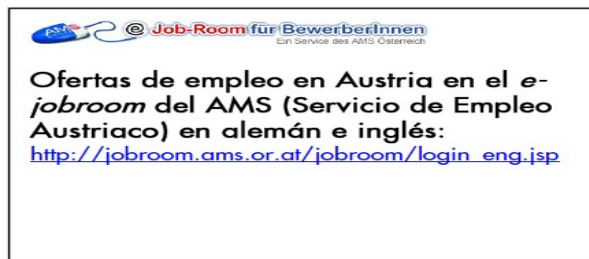 AMS @ Job-Room für BewerberInnen
Ein Service des AMS Österreich
Ofertas de empleo en Austria en el e-
jobroom del AMS (Servicio de Empleo
Austriaco) en alemán e inglés:
http://jobroom.ams.or.at/jobroom/login_eng.jsp